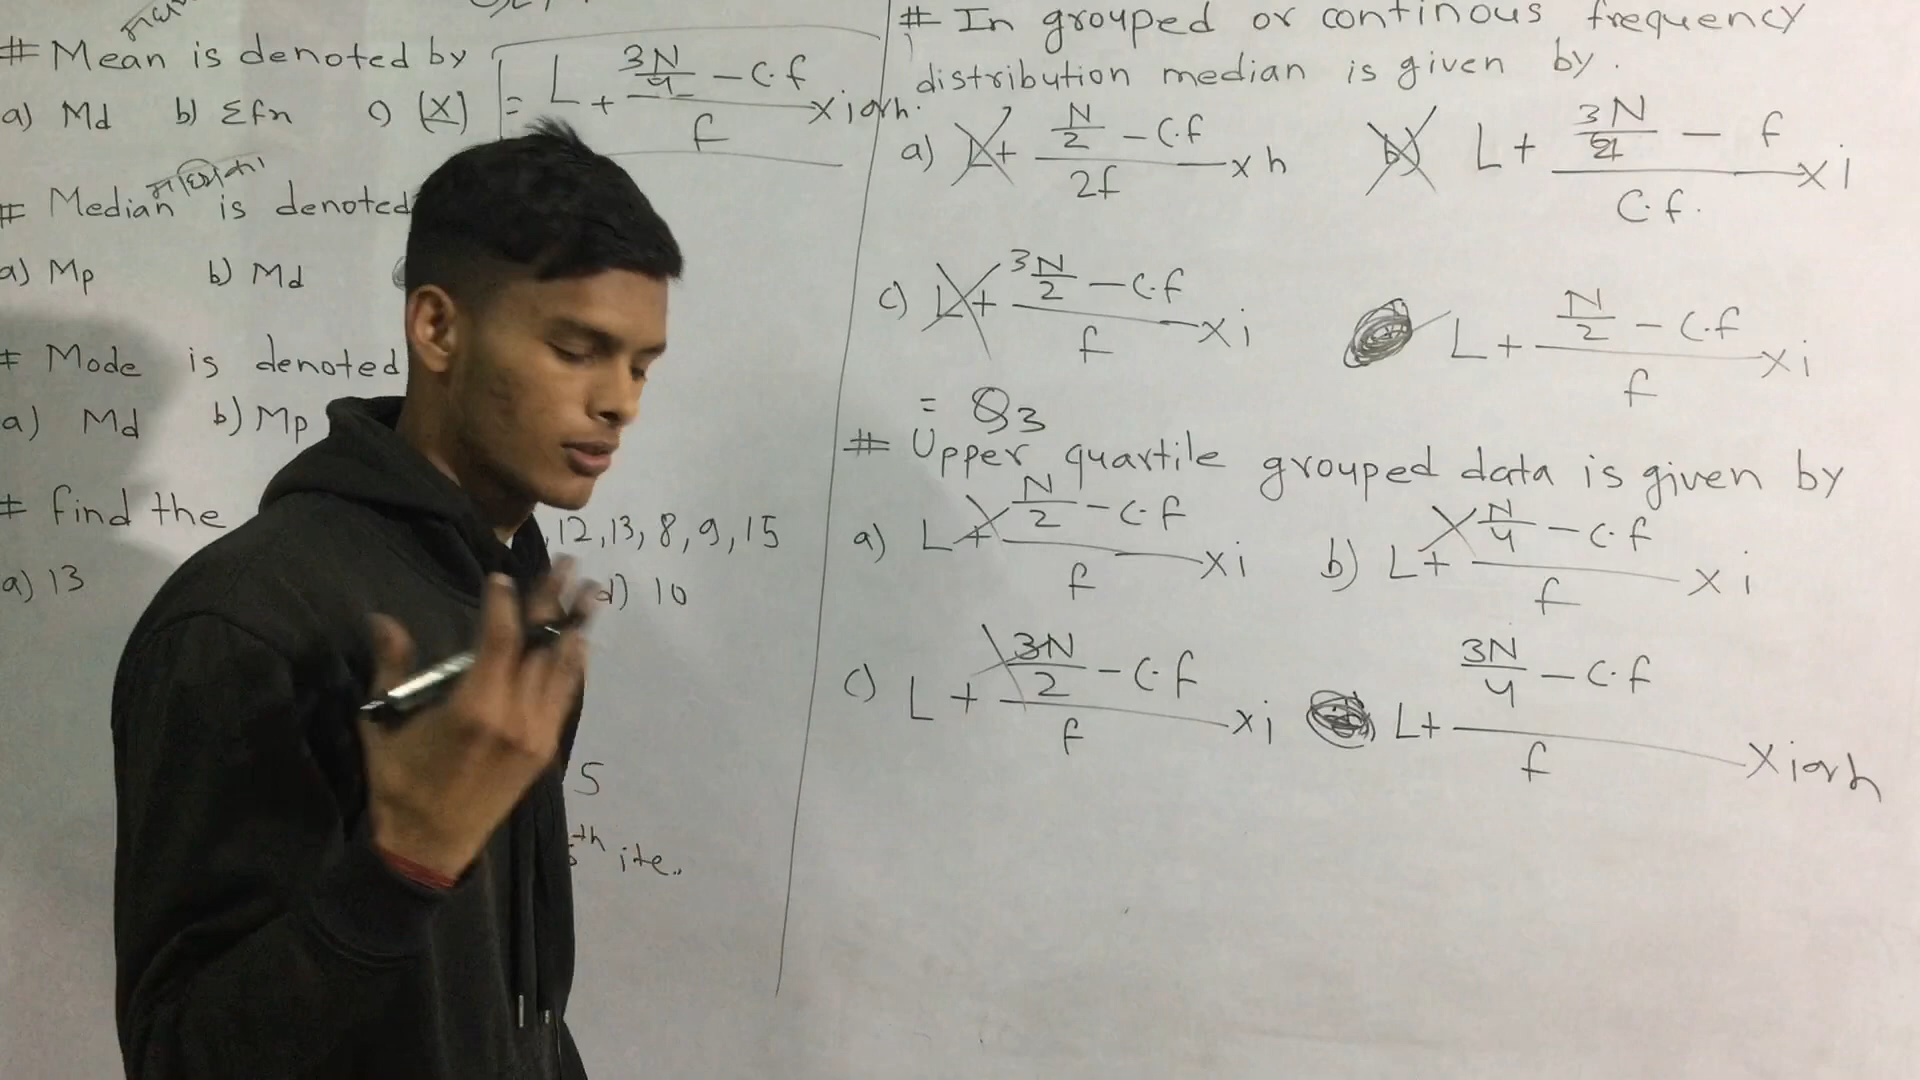 # Mean is denoted by
a) Md b) Σfx c) (X̄)
= L + (3N/4 - c.f)/f × i or h.
माध्यिका
# Median is denoted
a) Mp b) Md
# Mode is denoted
a) Md b) Mp
# find the , 12, 13, 8, 9, 15
a) 13 d) 10
5
th ite..
# In grouped or continous frequency
distribution median is given by.
a) L + (N/2 - c.f)/2f × h b) L + (3N/2 - f)/C.f. × i
c) L + (3N/2 - c.f)/f × i L + (N/2 - c.f)/f × i
= Q3
# Upper quartile grouped data is given by
a) L + (N/2 - c.f)/f × i b) L + (N/4 - c.f)/f × i
c) L + (3N/2 - c.f)/f × i L + (3N/4 - c.f)/f × i or h